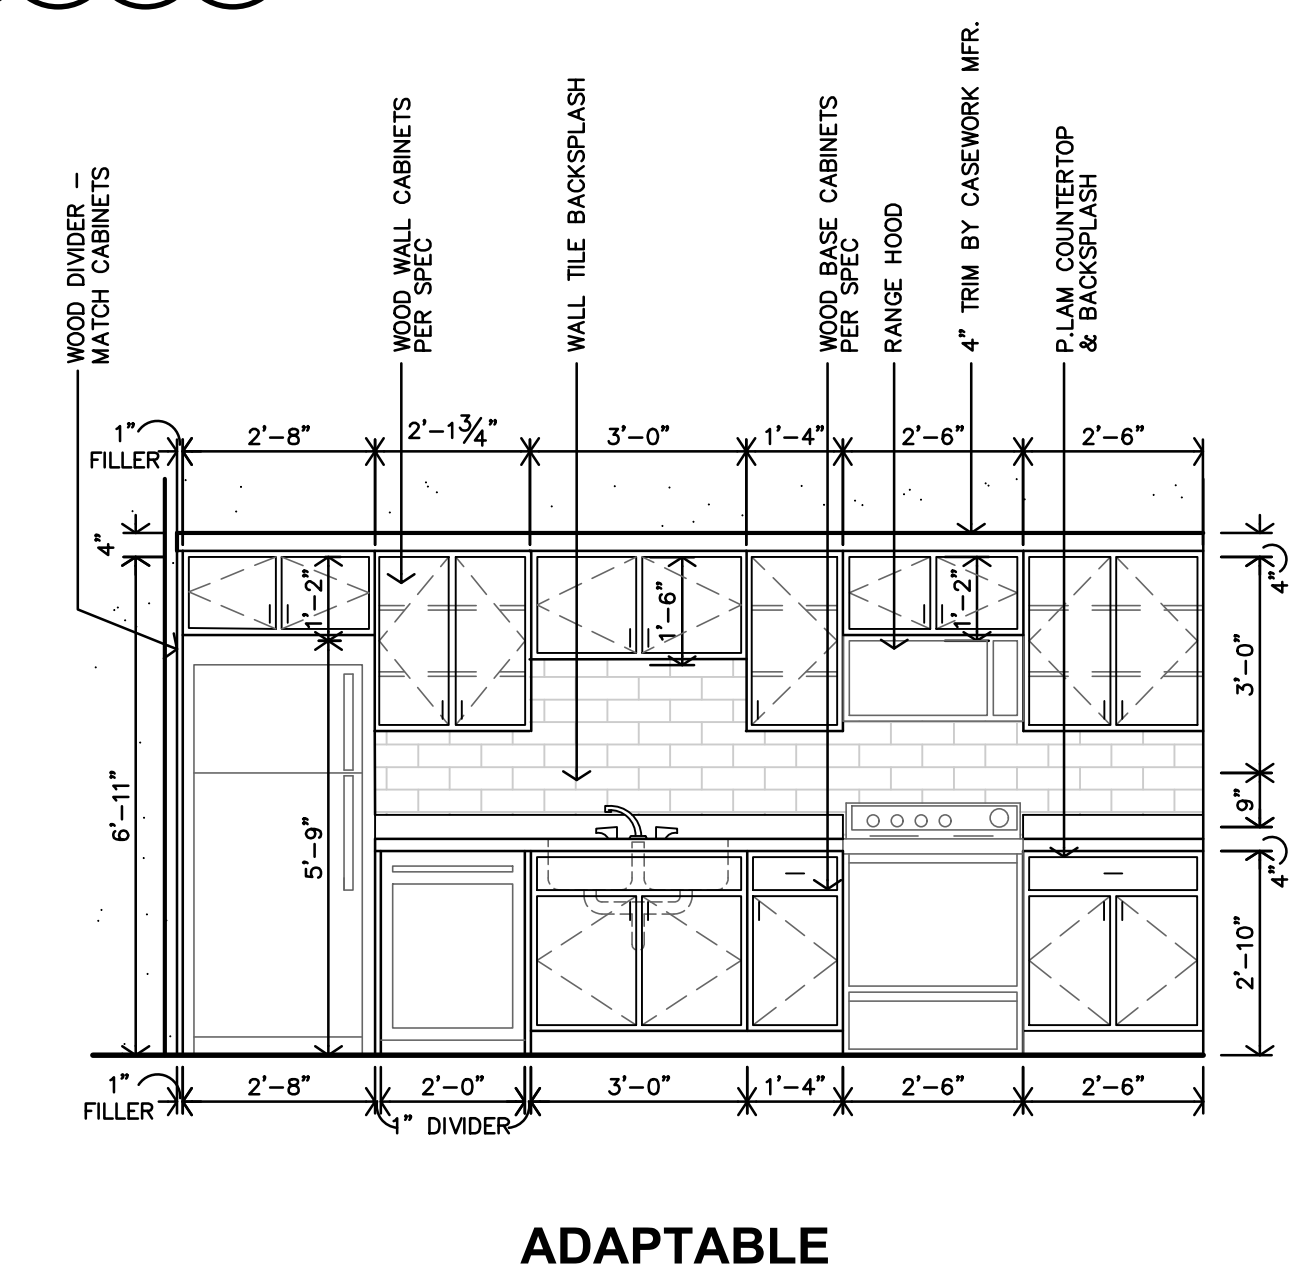 WOOD DIVIDER –
MATCH CABINETS
WOOD WALL CABINETS
PER SPEC
WALL TILE BACKSPLASH
WOOD BASE CABINETS
PER SPEC
RANGE HOOD
4" TRIM BY CASEWORK MFR.
P.LAM COUNTERTOP
& BACKSPLASH
1"
FILLER
2'-8"
2'-1 3/4"
3'-0"
1'-4"
2'-6"
2'-6"
4"
6'-11"
1'-2"
5'-9"
1'-6"
1'-2"
4"
3'-0"
9"
4"
2'-10"
1"
FILLER
2'-8"
2'-0"
3'-0"
1'-4"
2'-6"
2'-6"
1" DIVIDER
ADAPTABLE